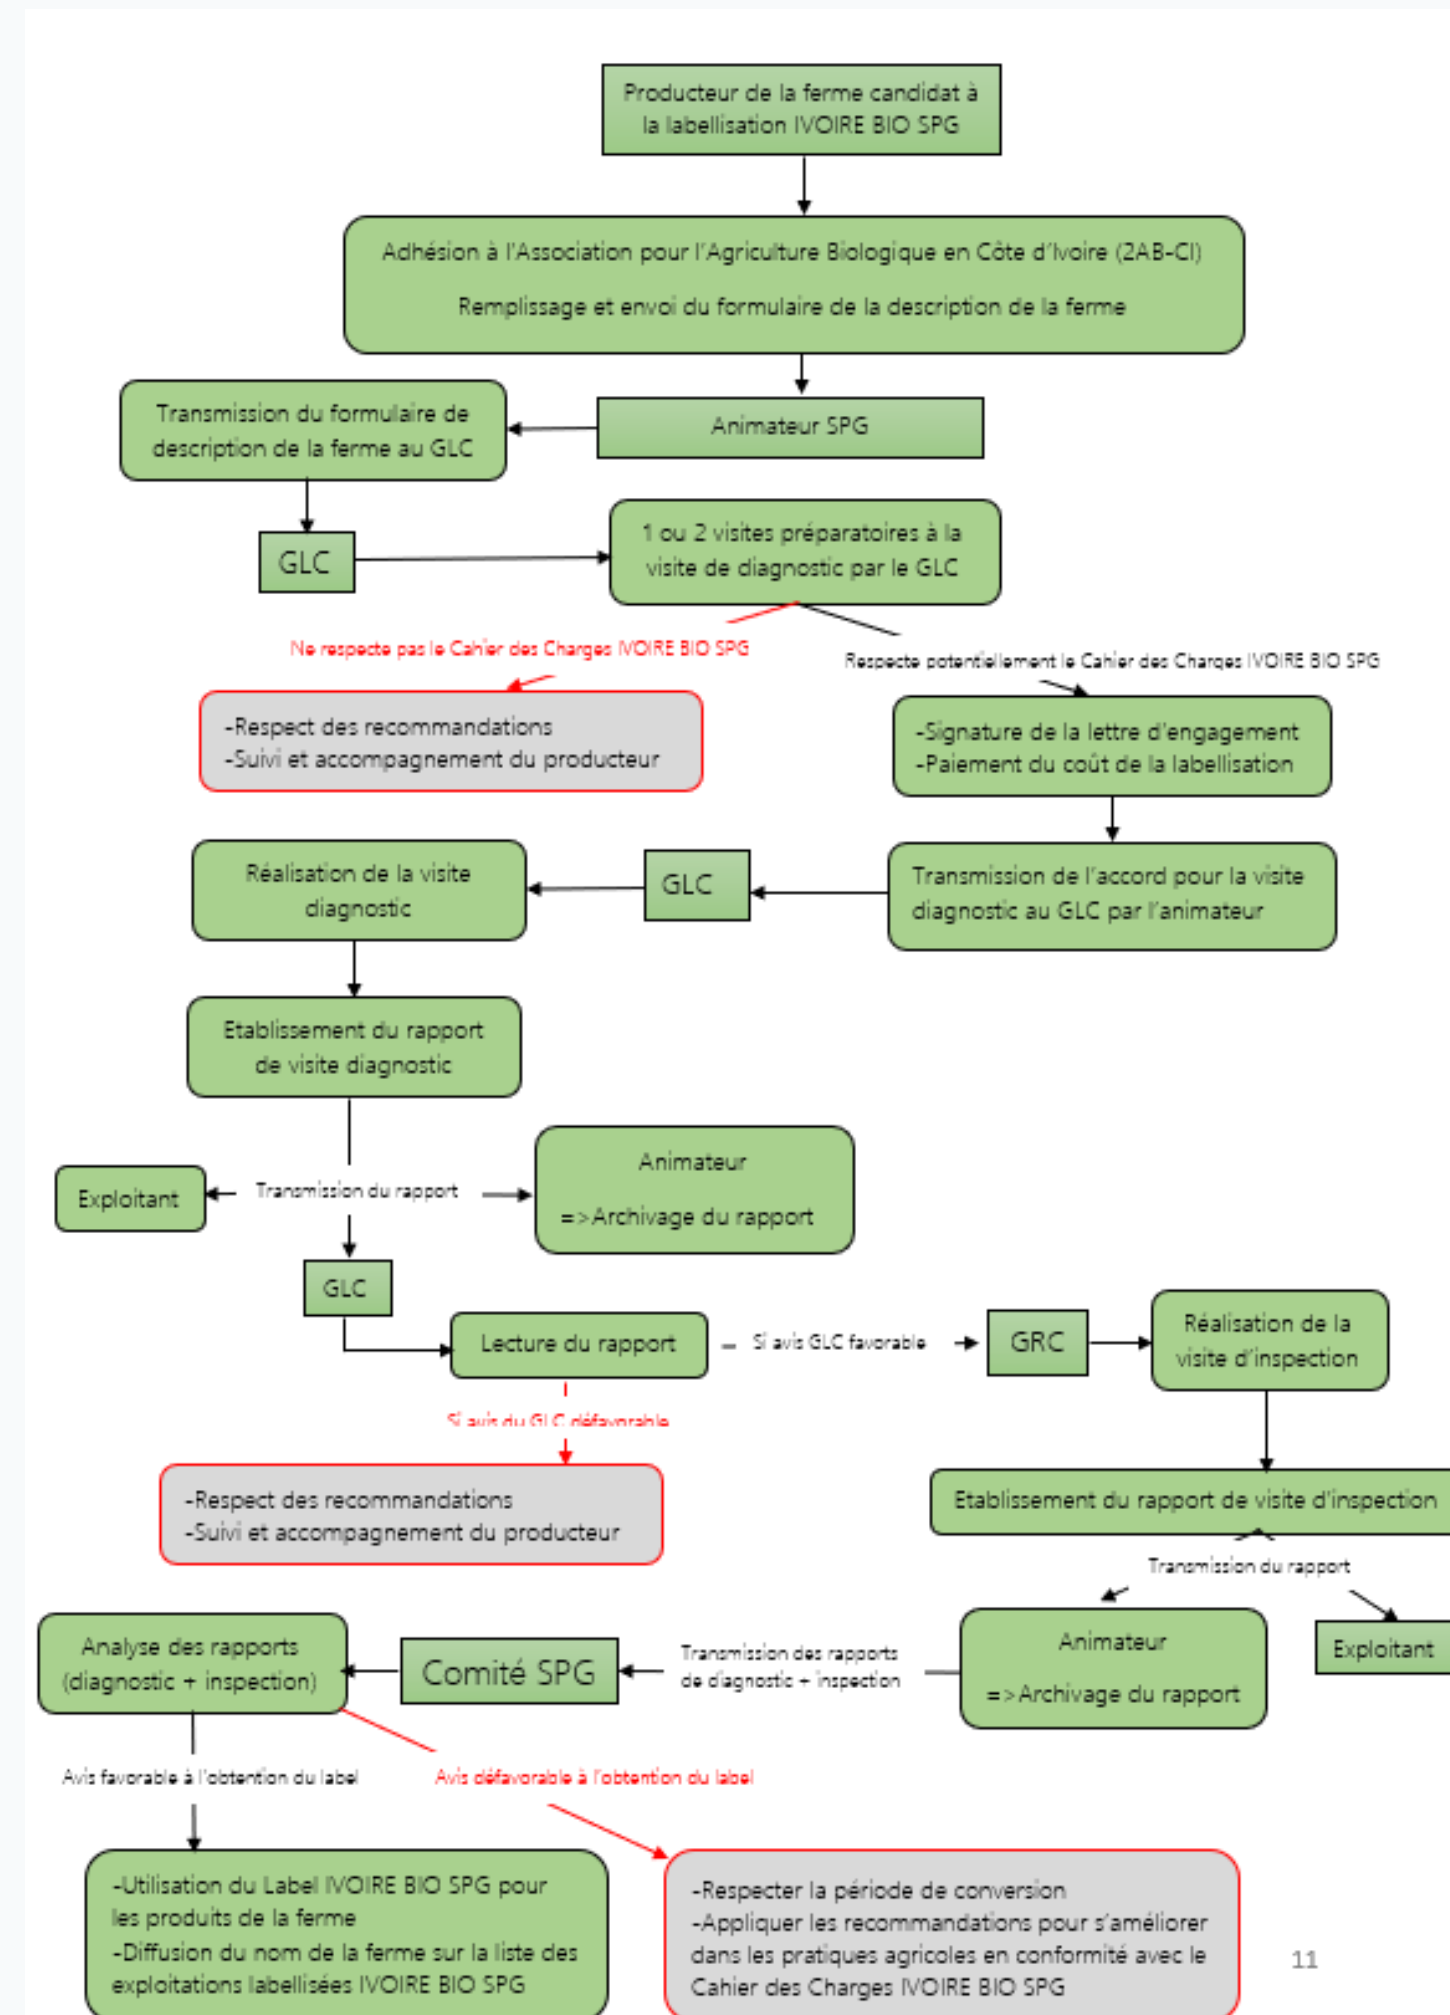 Producteur de la ferme candidat à
la labellisation IVOIRE BIO SPG
Adhésion à l'Association pour l'Agriculture Biologique en Côte d'Ivoire (2AB-CI)
Remplissage et envoi du formulaire de la description de la ferme
Transmission du formulaire de
description de la ferme au GLC
Animateur SPG
GLC
1 ou 2 visites préparatoires à la
visite de diagnostic par le GLC
Ne respecte pas le Cahier des Charges IVOIRE BIO SPG
Respecte potentiellement le Cahier des Charges IVOIRE BIO SPG
-Respect des recommandations
-Suivi et accompagnement du producteur
-Signature de la lettre d'engagement
-Paiement du coût de la labellisation
Réalisation de la visite
diagnostic
GLC
Transmission de l'accord pour la visite
diagnostic au GLC par l'animateur
Etablissement du rapport
de visite diagnostic
Exploitant
Transmission du rapport
Animateur
=>Archivage du rapport
GLC
Lecture du rapport
Si avis GLC favorable
GRC
Réalisation de la
visite d'inspection
Si avis du GLC défavorable
-Respect des recommandations
-Suivi et accompagnement du producteur
Etablissement du rapport de visite d'inspection
Transmission du rapport
Analyse des rapports
(diagnostic + inspection)
Comité SPG
Transmission des rapports
de diagnostic + inspection
Animateur
=>Archivage du rapport
Exploitant
Avis favorable à l'obtention du label
Avis défavorable à l'obtention du label
-Utilisation du Label IVOIRE BIO SPG pour
les produits de la ferme
-Diffusion du nom de la ferme sur la liste des
exploitations labellisées IVOIRE BIO SPG
-Respecter la période de conversion
-Appliquer les recommandations pour s'améliorer
dans les pratiques agricoles en conformité avec le
Cahier des Charges IVOIRE BIO SPG
11